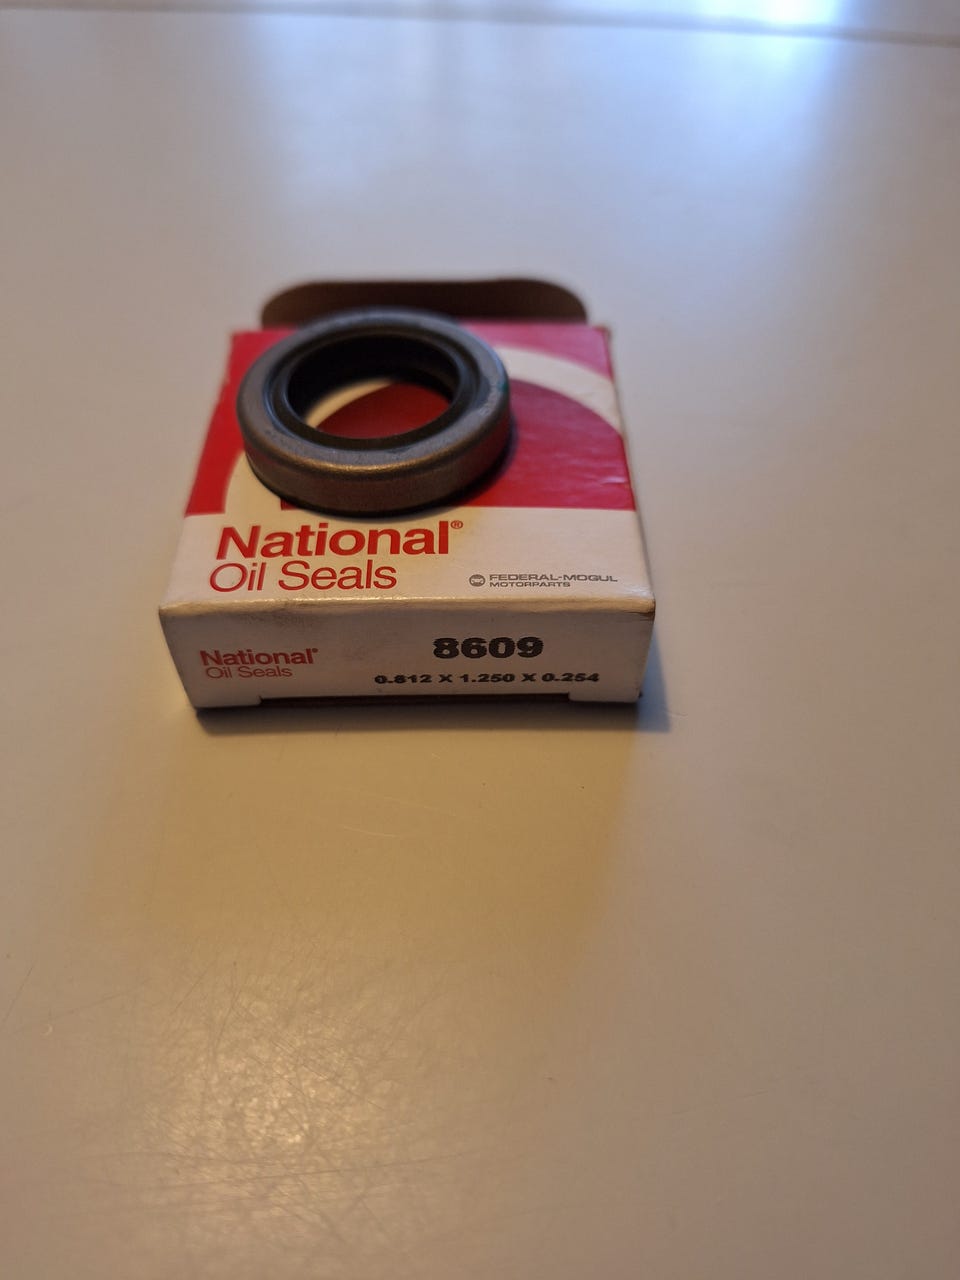 National®
Oil Seals
FEDERAL-MOGUL
MOTORPARTS
National®
Oil Seals
8609
0.812 X 1.250 X 0.254